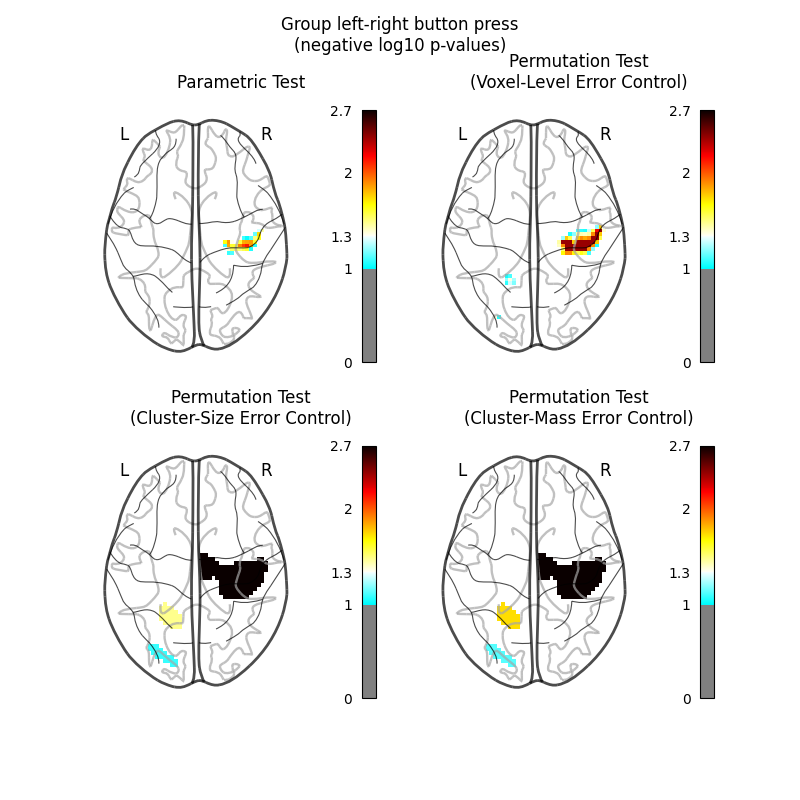 Group left-right button press
(negative log10 p-values)
Parametric Test
Permutation Test
(Voxel-Level Error Control)
L
R
2.7
2
1.3
1
0
L
R
2.7
2
1.3
1
0
Permutation Test
(Cluster-Size Error Control)
Permutation Test
(Cluster-Mass Error Control)
L
R
2.7
2
1.3
1
0
L
R
2.7
2
1.3
1
0